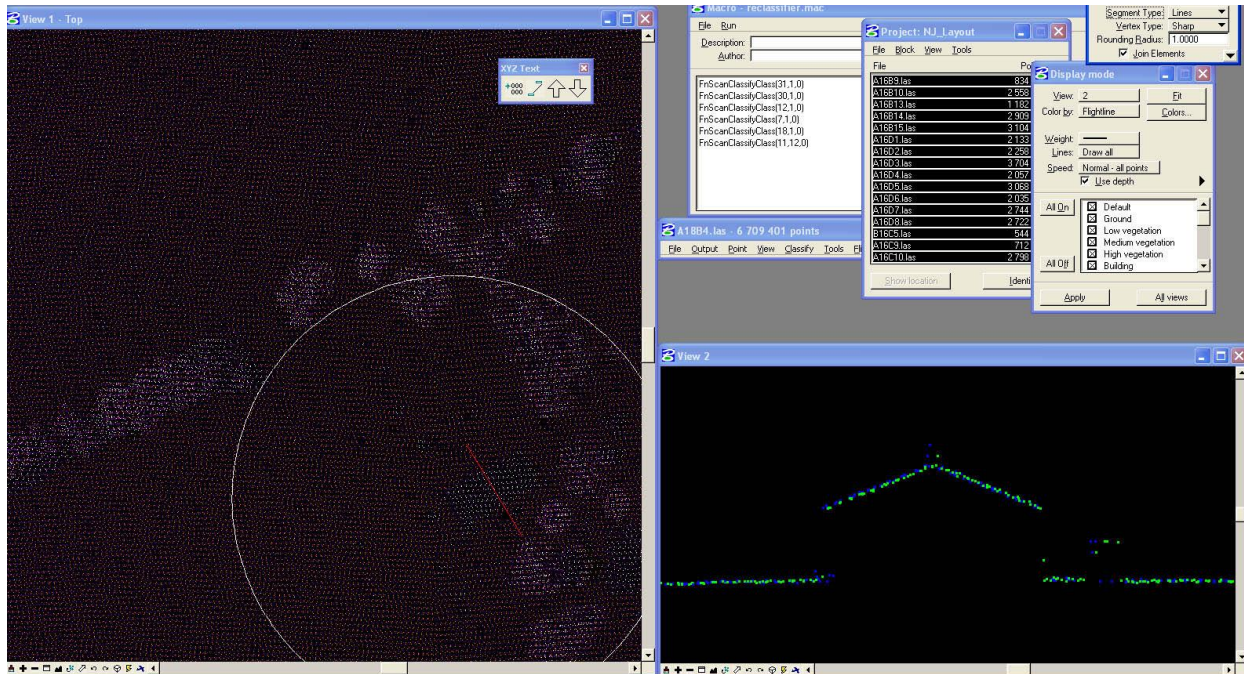 View 1 - Top
XYZ Text
+000
000
Macro - reclassifier.mac
File Run
Description:
Author:
FnScanClassifyClass(31,1,0)
FnScanClassifyClass(30,1,0)
FnScanClassifyClass(12,1,0)
FnScanClassifyClass(7,1,0)
FnScanClassifyClass(18,1,0)
FnScanClassifyClass(11,12,0)
A18B4.las - 6 709 401 points
File Output Point View Classify Tools
Project: NJ_Layout
File Block View Tools
File
A16B9.las 834
A16B10.las 2 558
A16B13.las 1 182
A16B14.las 2 909
A16B15.las 3 104
A16D1.las 2 133
A16D2.las 2 258
A16D3.las 3 704
A16D4.las 2 057
A16D5.las 3 068
A16D6.las 2 035
A16D7.las 2 744
A16D8.las 2 722
B16C5.las 544
A16C9.las 712
A16C10.las 2 798
Show location Identi
Segment Type: Lines
Vertex Type: Sharp
Rounding Radius: 1.0000
Join Elements
Display mode
View: 2 Fit
Color by: Flightline Colors...
Weight:
Lines: Draw all
Speed: Normal - all points
Use depth
All On
Default
Ground
Low vegetation
Medium vegetation
High vegetation
Building
All Off
Apply All views
View 2